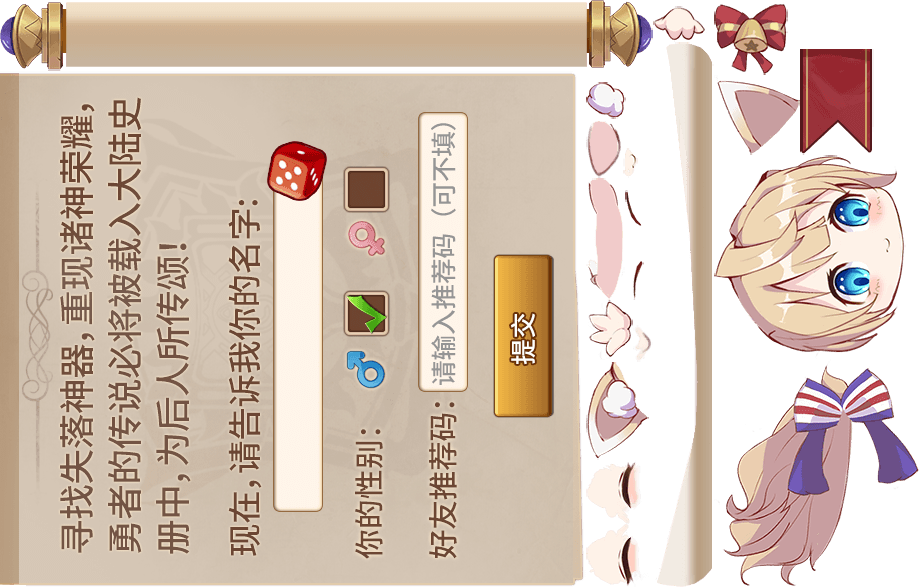 寻找失落神器，重现诸神荣耀，
勇者的传说必将被载入大陆史
册中，为后人所传颂！
现在，请告诉我你的名字：
你的性别：
好友推荐码：请输入推荐码（可不填）
提交